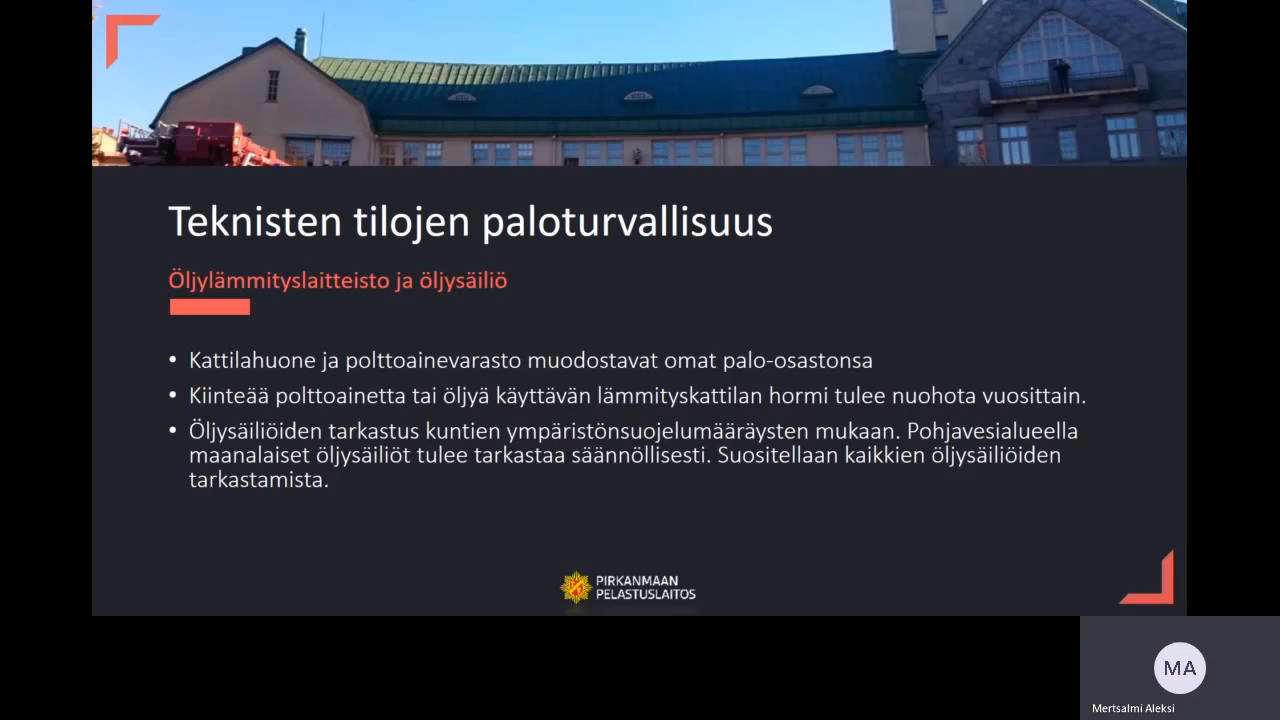 Teknisten tilojen paloturvallisuus
Öljylämmityslaitteisto ja öljysäiliö
• Kattilahuone ja polttoainevarasto muodostavat omat palo-osastonsa
• Kiinteää polttoainetta tai öljyä käyttävän lämmityskattilan hormi tulee nuohota vuosittain.
• Öljysäiliöiden tarkastus kuntien ympäristönsuojelumääräysten mukaan. Pohjavesialueella
maanalaiset öljysäiliöt tulee tarkastaa säännöllisesti. Suositellaan kaikkien öljysäiliöiden
tarkastamista.
PIRKANMAAN
PELASTUSLAITOS
MA
Mertsalmi Aleksi